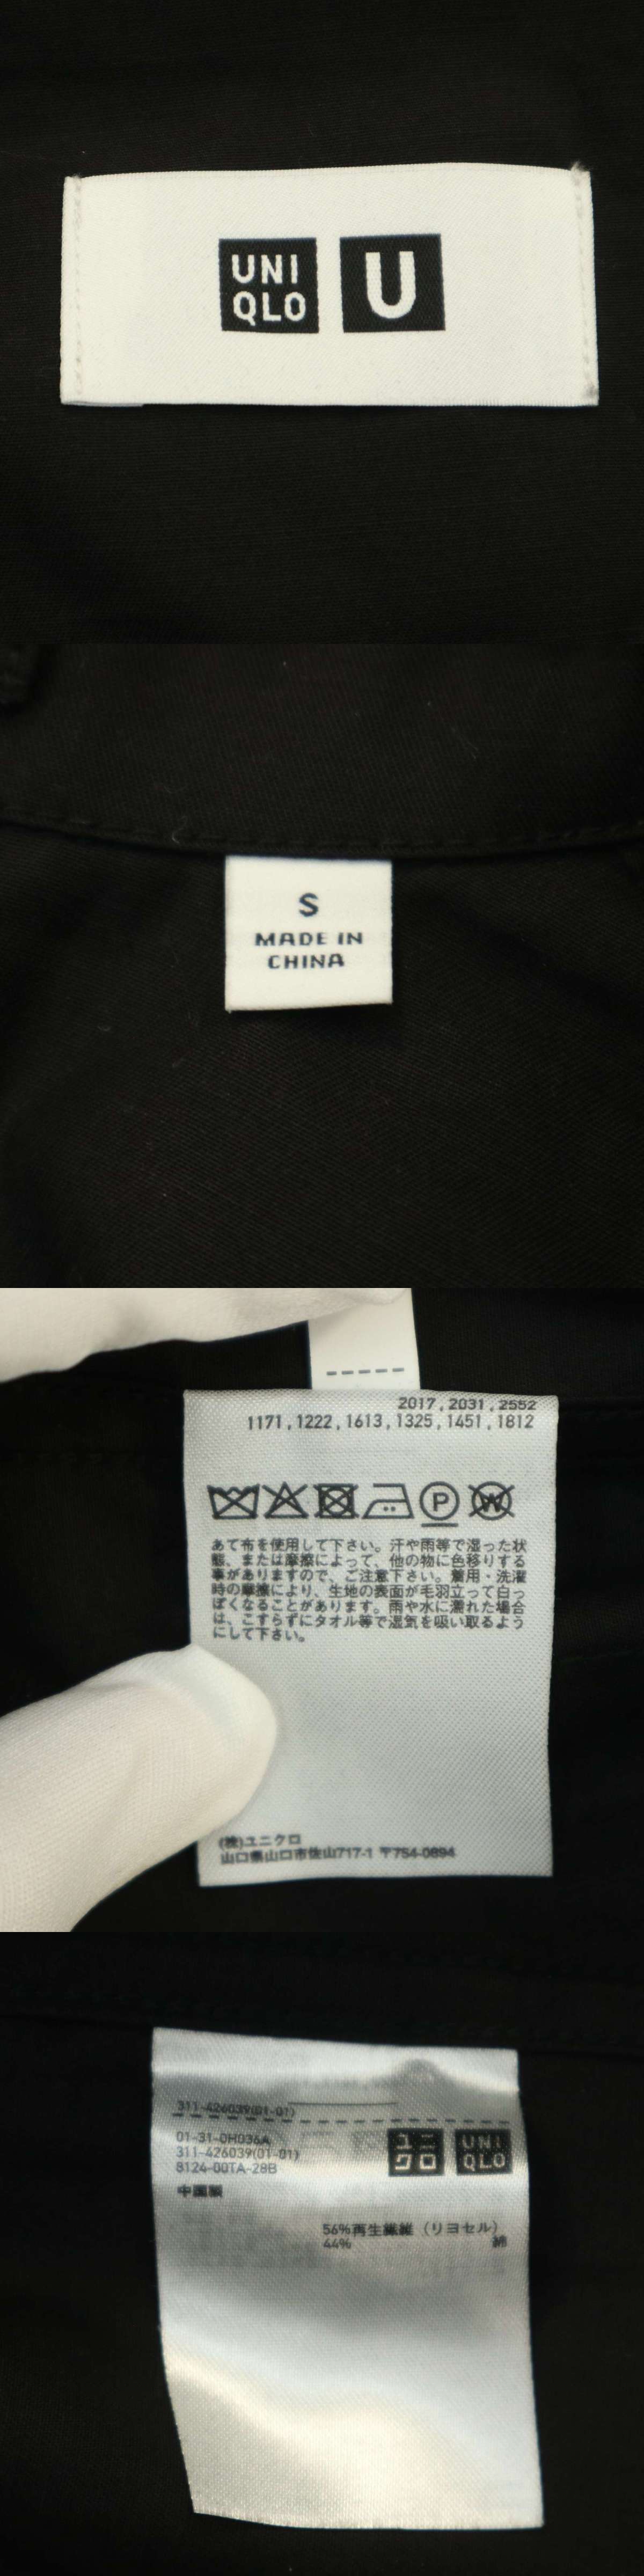 UNI
QLO
U
S
MADE IN
CHINA
2017,2031,2552
1171,1222,1613,1325,1451,1812
P
W
あて布を使用して下さい。汗や雨等で湿った状
態、または摩擦によって、他の物に色移りする
事がありますので、ご注意下さい。着用・洗濯
時の摩擦により、生地の表面が毛羽立って白っ
ぽくなることがあります。雨や水に濡れた場合
は、こすらずにタオル等で湿気を吸い取るよう
にして下さい。
(株)ユニクロ
山口県山口市佐山717-1 〒754-0894
311-426039(01-01)
01-31-0H036A
311-426039(01-01)
8124-00TA-28B
ユニ
クロ
UNI
QLO
中国製
56%再生繊維（リヨセル）
44% 綿